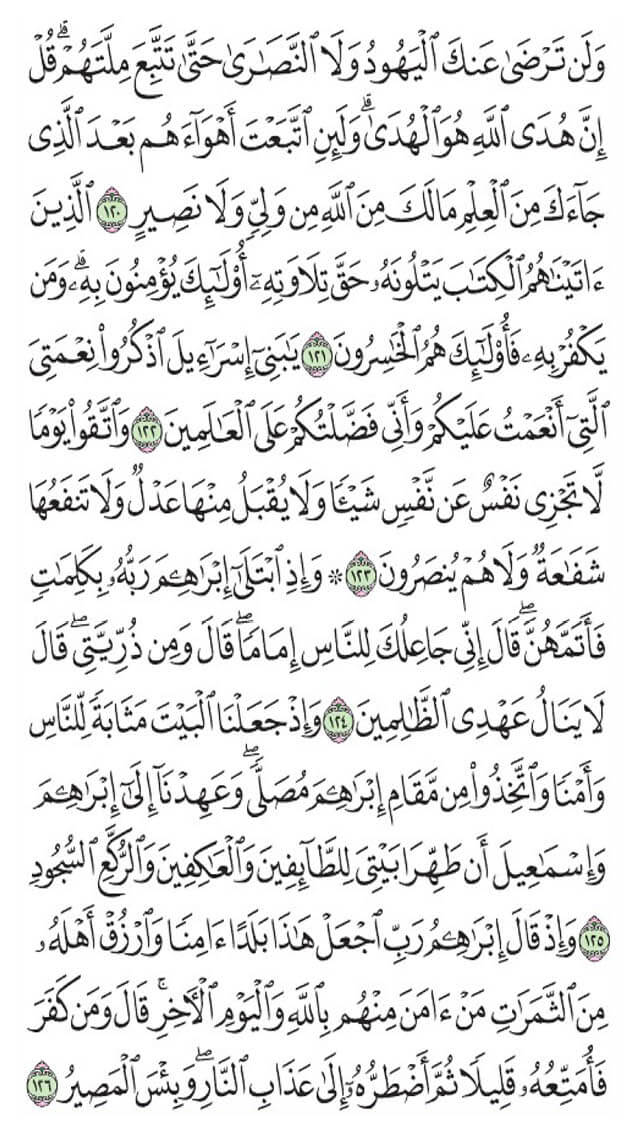 وَلَن تَرْضَىٰ عَنكَ ٱلْيَهُودُ وَلَا ٱلنَّصَـٰرَىٰ حَتَّىٰ تَتَّبِعَ مِلَّتَهُمْ ۗ قُلْ
إِنَّ هُدَى ٱللَّهِ هُوَ ٱلْهُدَىٰ ۗ وَلَئِنِ ٱتَّبَعْتَ أَهْوَآءَهُم بَعْدَ ٱلَّذِى
جَآءَكَ مِنَ ٱلْعِلْمِ مَا لَكَ مِنَ ٱللَّهِ مِن وَلِىٍّ وَلَا نَصِيرٍ ١٢٠ ٱلَّذِينَ
ءَاتَيْنَـٰهُمُ ٱلْكِتَـٰبَ يَتْلُونَهُۥ حَقَّ تِلَاوَتِهِۦٓ أُو۟لَـٰٓئِكَ يُؤْمِنُونَ بِهِۦ ۗ وَمَن
يَكْفُرْ بِهِۦ فَأُو۟لَـٰٓئِكَ هُمُ ٱلْخَـٰسِرُونَ ١٢١ يَـٰبَنِىٓ إِسْرَٰٓءِيلَ ٱذْكُرُوا۟ نِعْمَتِىَ
ٱلَّتِىٓ أَنْعَمْتُ عَلَيْكُمْ وَأَنِّى فَضَّلْتُكُمْ عَلَى ٱلْعَـٰلَمِينَ ١٢٢ وَٱتَّقُوا۟ يَوْمًا
لَّا تَجْزِى نَفْسٌ عَن نَّفْسٍ شَيْـًٔا وَلَا يُقْبَلُ مِنْهَا عَدْلٌ وَلَا تَنفَعُهَا
شَفَـٰعَةٌ وَلَا هُمْ يُنصَرُونَ ١٢٣ ۞ وَإِذِ ٱبْتَلَىٰٓ إِبْرَٰهِـۧمَ رَبُّهُۥ بِكَلِمَـٰتٍ
فَأَتَمَّهُنَّ ۖ قَالَ إِنِّى جَاعِلُكَ لِلنَّاسِ إِمَامًا ۖ قَالَ وَمِن ذُرِّيَّتِى ۖ قَالَ
لَا يَنَالُ عَهْدِى ٱلظَّـٰلِمِينَ ١٢٤ وَإِذْ جَعَلْنَا ٱلْبَيْتَ مَثَابَةً لِّلنَّاسِ
وَأَمْنًا وَٱتَّخِذُوا۟ مِن مَّقَامِ إِبْرَٰهِـۧمَ مُصَلًّى ۖ وَعَهِدْنَآ إِلَىٰٓ إِبْرَٰهِـۧمَ
وَإِسْمَـٰعِيلَ أَن طَهِّرَا بَيْتِىَ لِلطَّآئِفِينَ وَٱلْعَـٰكِفِينَ وَٱلرُّكَّعِ ٱلسُّجُودِ
١٢٥ وَإِذْ قَالَ إِبْرَٰهِـۧمُ رَبِّ ٱجْعَلْ هَـٰذَا بَلَدًا ءَامِنًا وَٱرْزُقْ أَهْلَهُۥ
مِنَ ٱلثَّمَرَٰتِ مَنْ ءَامَنَ مِنْهُم بِٱللَّهِ وَٱلْيَوْمِ ٱلْـَٔاخِرِ ۖ قَالَ وَمَن كَفَرَ
فَأُمَتِّعُهُۥ قَلِيلًا ثُمَّ أَضْطَرُّهُۥٓ إِلَىٰ عَذَابِ ٱلنَّارِ ۖ وَبِئْسَ ٱلْمَصِيرُ ١٢٦